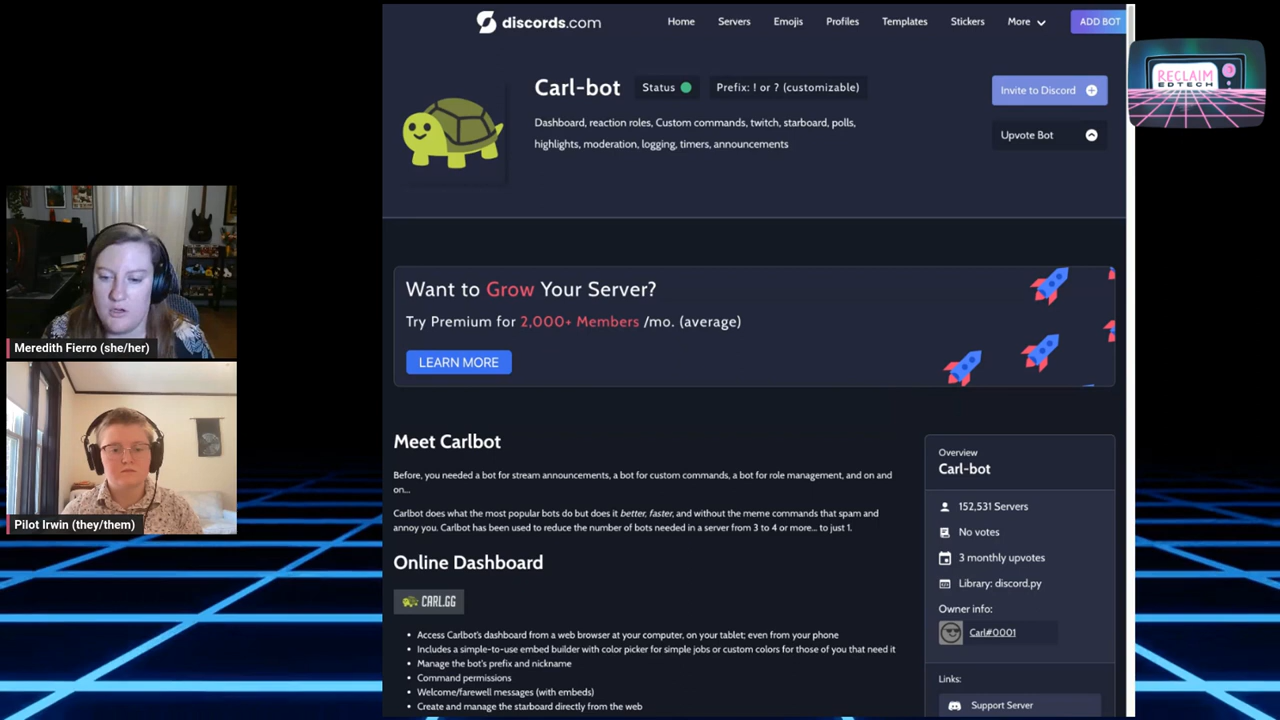 discords.com
Home
Servers
Emojis
Profiles
Templates
Stickers
More
ADD BOT
RECLAIM
EDTECH
Carl-bot
Status
Prefix: ! or ? (customizable)
Dashboard, reaction roles, Custom commands, twitch, starboard, polls,
highlights, moderation, logging, timers, announcements
Invite to Discord
Upvote Bot
Want to Grow Your Server?
Try Premium for 2,000+ Members /mo. (average)
LEARN MORE
Meredith Fierro (she/her)
Pilot Irwin (they/them)
Meet Carlbot
Before, you needed a bot for stream announcements, a bot for custom commands, a bot for role management, and on and
on...
Carlbot does what the most popular bots do but does it better, faster, and without the meme commands that spam and
annoy you. Carlbot has been used to reduce the number of bots needed in a server from 3 to 4 or more... to just 1.
Online Dashboard
CARL.GG
• Access Carlbot's dashboard from a web browser at your computer, on your tablet; even from your phone
• Includes a simple-to-use embed builder with color picker for simple jobs or custom colors for those of you that need it
• Manage the bot's prefix and nickname
• Command permissions
• Welcome/farewell messages (with embeds)
• Create and manage the starboard directly from the web
Overview
Carl-bot
152,531 Servers
No votes
3 monthly upvotes
Library: discord.py
Owner info:
Carl#0001
Links:
Support Server